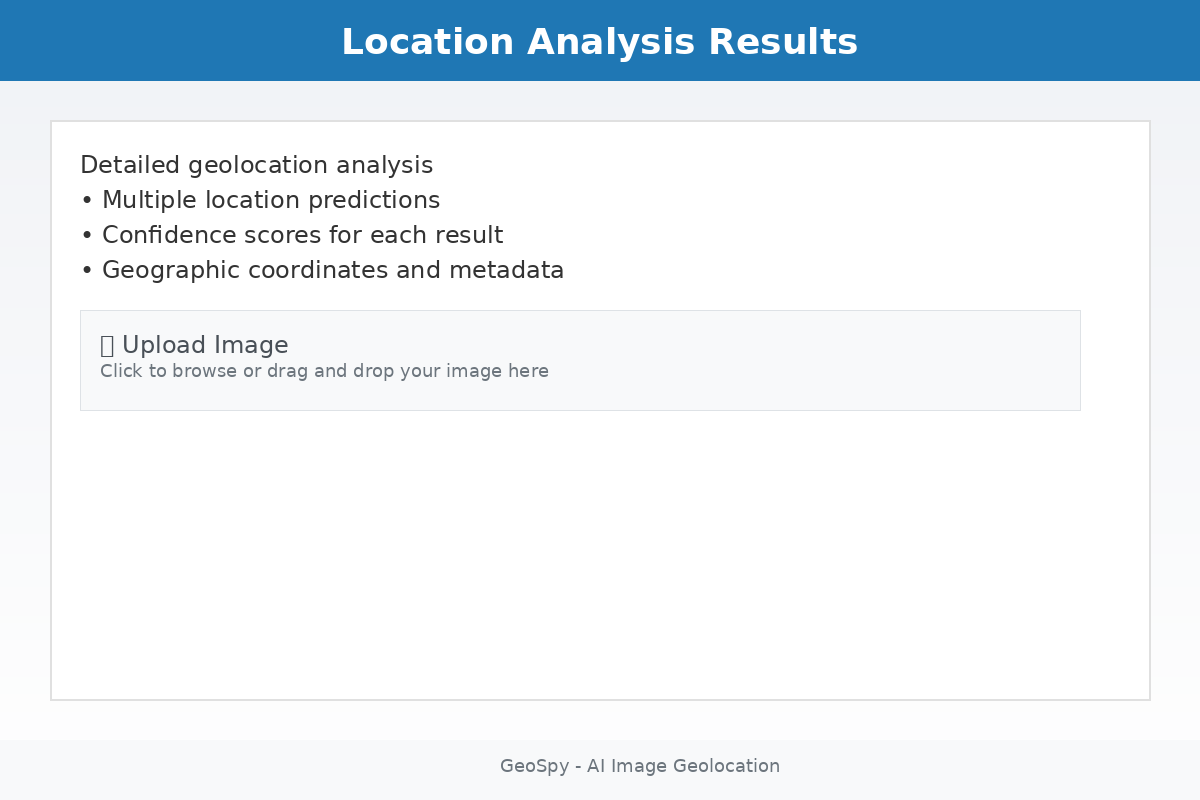 Location Analysis Results
Detailed geolocation analysis
• Multiple location predictions
• Confidence scores for each result
• Geographic coordinates and metadata
Upload Image
Click to browse or drag and drop your image here
GeoSpy - AI Image Geolocation